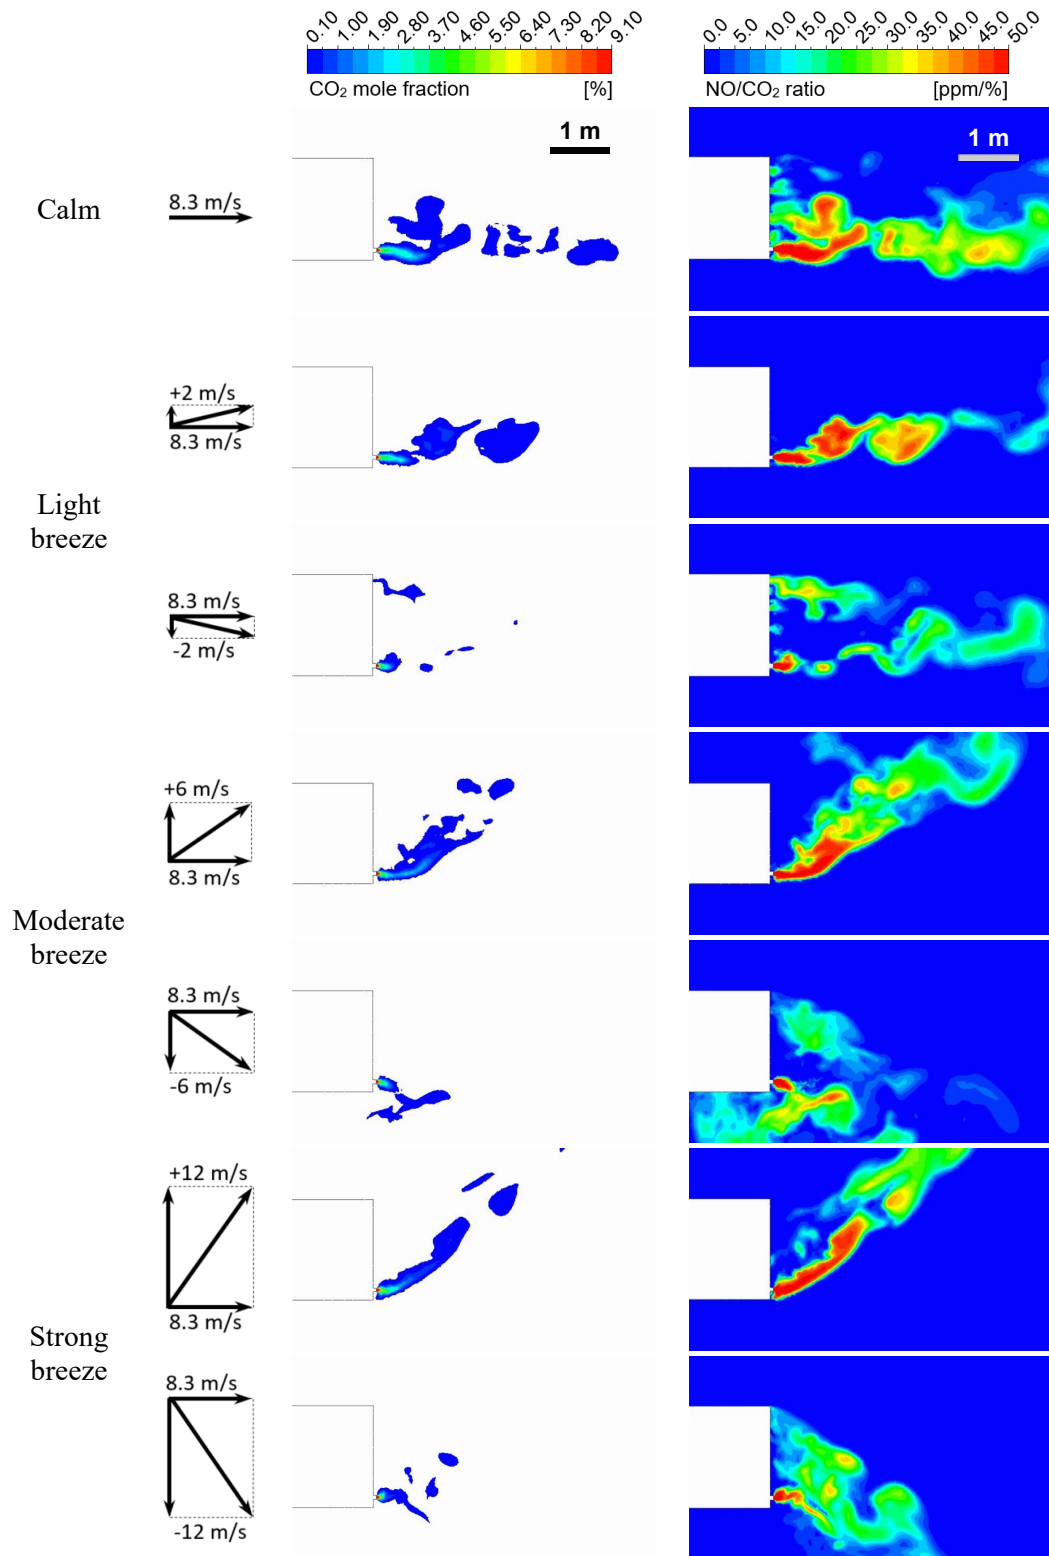 0.10 1.00 1.90 2.80 3.70 4.60 5.50 6.40 7.30 8.20 9.10
CO₂ mole fraction [%]
0.0 5.0 10.0 15.0 20.0 25.0 30.0 35.0 40.0 45.0 50.0
NO/CO₂ ratio [ppm/%]
1 m
1 m
Calm
8.3 m/s
Light
breeze
+2 m/s
8.3 m/s
8.3 m/s
-2 m/s
Moderate
breeze
+6 m/s
8.3 m/s
8.3 m/s
-6 m/s
Strong
breeze
+12 m/s
8.3 m/s
8.3 m/s
-12 m/s